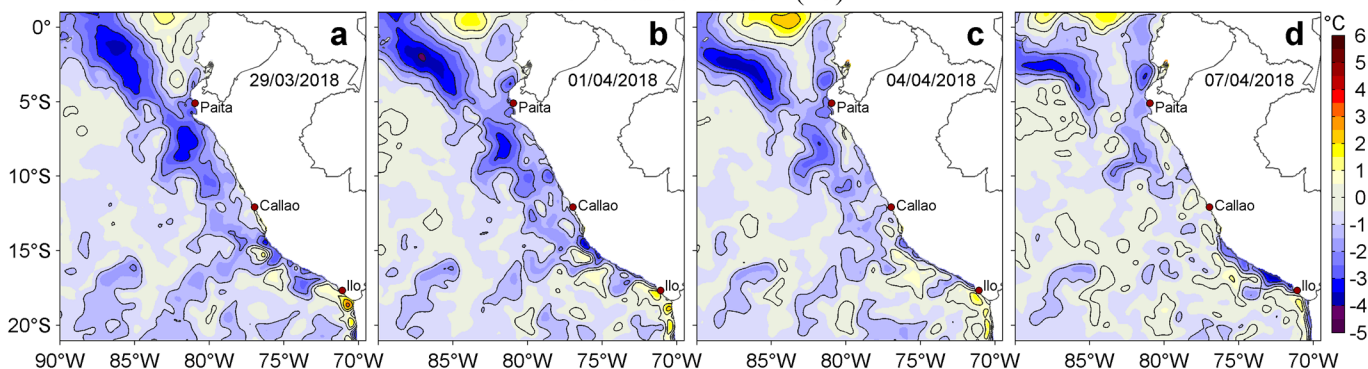 a
29/03/2018
Paita
Callao
Ilo
b
01/04/2018
Paita
Callao
Ilo
c
04/04/2018
Paita
Callao
Ilo
d
07/04/2018
Paita
Callao
Ilo
°C
6
5
4
3
2
1
0
-1
-2
-3
-4
-5
0°
5°S
10°S
15°S
20°S
90°W 85°W 80°W 75°W 70°W
85°W 80°W 75°W 70°W
85°W 80°W 75°W 70°W
85°W 80°W 75°W 70°W